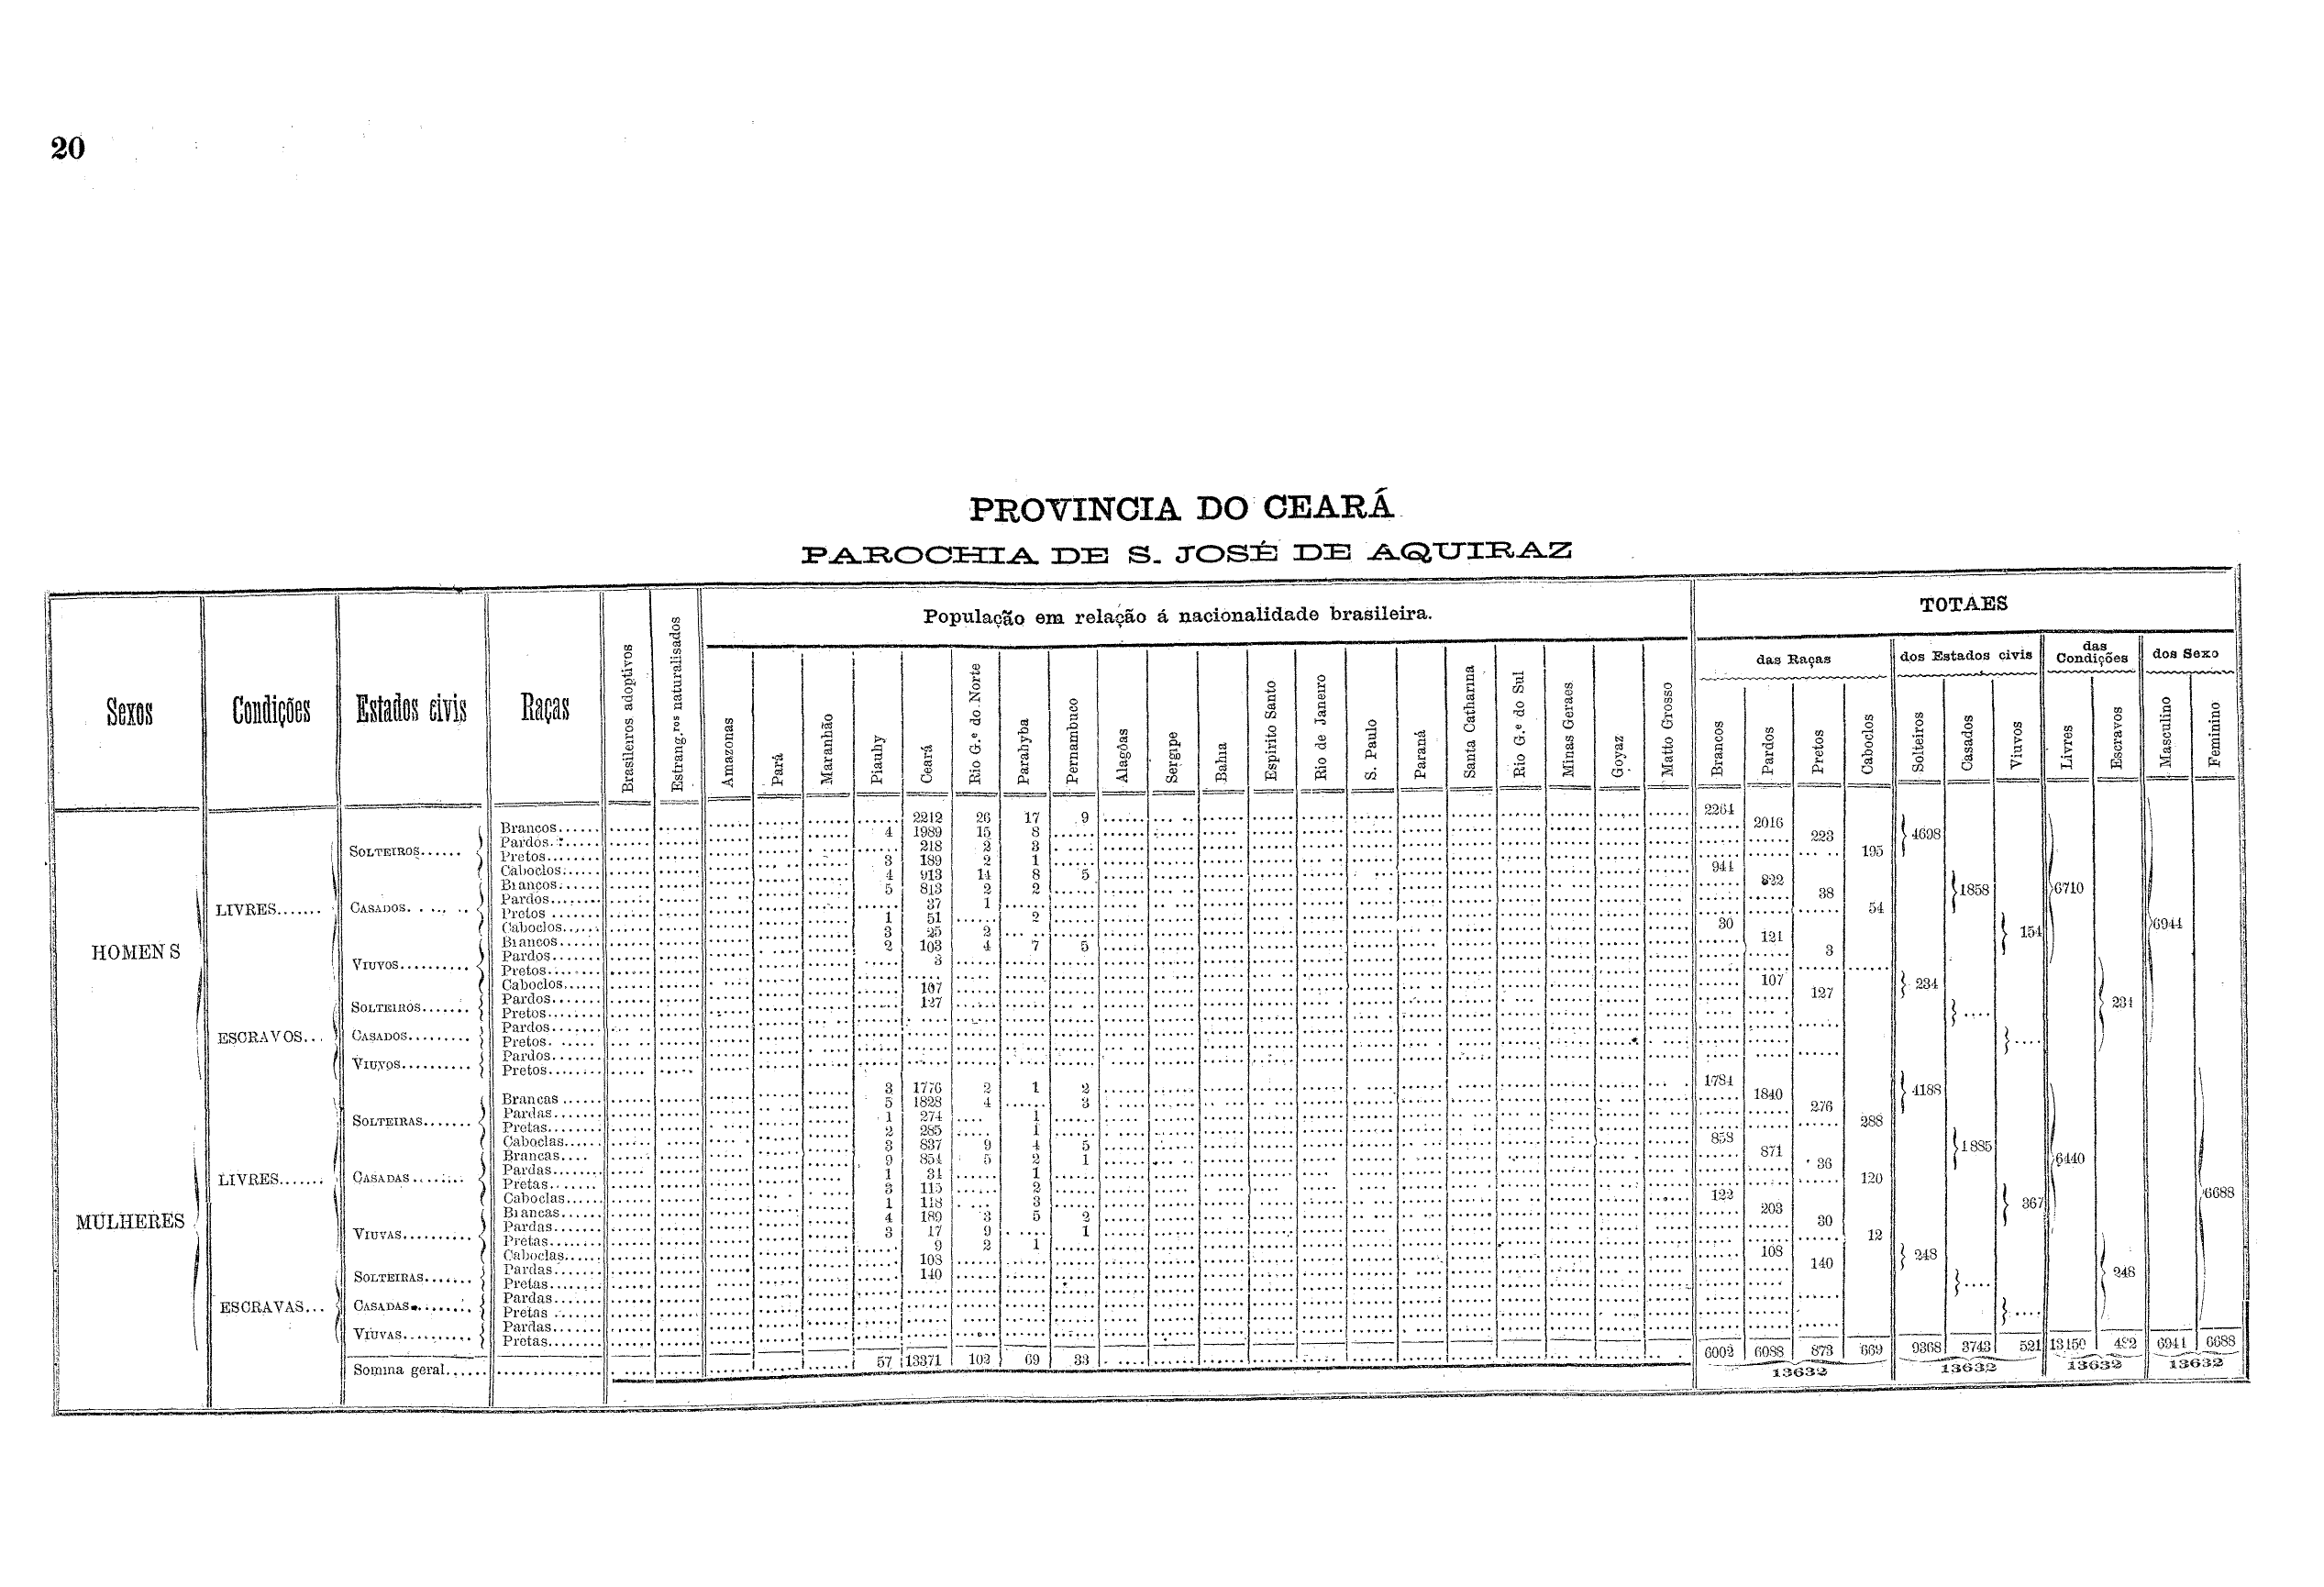 20
PROVINCIA DO CEARÁ
PAROCHIA DE S. JOSÉ DE AQUIRAZ
Sexos Condições Estados civis Raças Brasileiros adoptivos Estrang.ros naturalisados População em relação á nacionalidade brasileira. TOTAES
das Raças dos Estados civis das Condições dos Sexo
Amazonas Pará Maranhão Piauhy Ceará Rio G.e do Norte Parahyba Pernambuco Alagôas Sergipe Bahia Espirito Santo Rio de Janeiro S. Paulo Paraná Santa Catharina Rio G.e do Sul Minas Geraes Goyaz Matto Grosso Brancos Pardos Pretos Caboclos Solteiros Casados Viuvos Livres Escravos Masculino Feminino
HOMENS LIVRES....... SOLTEIROS...... Brancos...... 2212 26 17 9 2264 4698 6710 6944
Pardos....... 4 1989 15 8 2016
Pretos........ 218 2 3 223
Caboclos...... 3 189 2 1 195
CASADOS....... Brancos...... 4 913 14 8 5 944 1858
Pardos....... 5 813 2 2 822
Pretos ....... 37 1 38
Caboclos...... 1 51 2 54
VIUVOS.......... Brancos...... 3 25 2 30 154
Pardos....... 2 103 4 7 5 121
Pretos....... 3 3
Caboclos......
ESCRAVOS... SOLTEIROS....... Pardos....... 107 107 234 234
Pretos....... 127 127
CASADOS......... Pardos....... ....
Pretos.......
VIUVOS.......... Pardos....... ....
Pretos.......
MULHERES LIVRES....... SOLTEIRAS....... Brancas ...... 3 1776 2 1 2 1784 4188 6440 6688
Pardas....... 5 1828 4 3 1840
Pretas........ 1 274 1 276
Caboclas...... 2 285 1 288
CASADAS........ Brancas.... 3 837 9 4 5 858 1885
Pardas........ 9 854 5 2 1 871
Pretas........ 1 34 1 36
Caboclas...... 3 115 2 120
VIUVAS.......... Brancas...... 1 118 3 122 367
Pardas....... 4 189 3 5 2 203
Pretas........ 3 17 9 1 30
Caboclas...... 9 2 1 12
ESCRAVAS... SOLTEIRAS....... Pardas....... 108 108 248 248
Pretas........ 140 140
CASADAS........ Pardas....... ....
Pretas .......
VIUVAS.......... Pardas....... ....
Pretas........
Somma geral...... 57 13371 102 69 33 6002 6088 873 669 9368 3743 521 13150 482 6944 6688
13632 13632 13632 13632